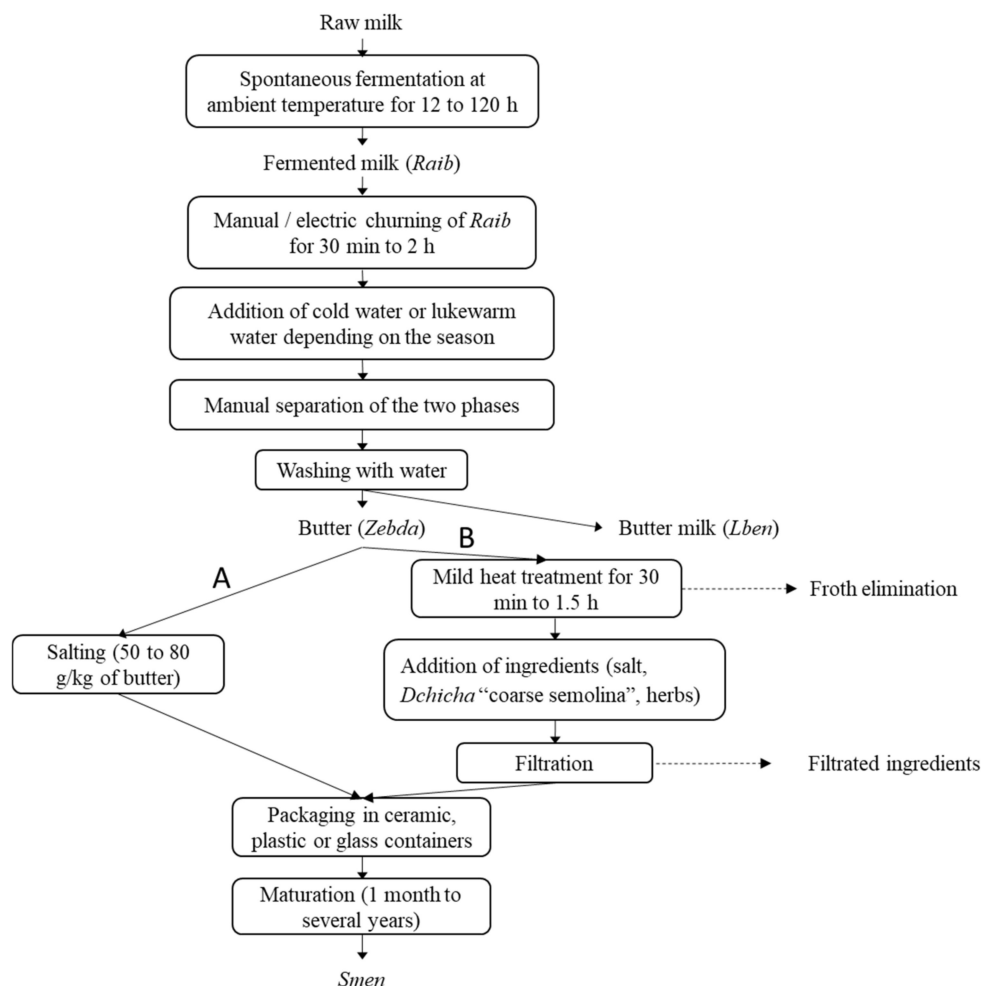 Raw milk
Spontaneous fermentation at
ambient temperature for 12 to 120 h
Fermented milk (Raib)
Manual / electric churning of Raib
for 30 min to 2 h
Addition of cold water or lukewarm
water depending on the season
Manual separation of the two phases
Washing with water
Butter (Zebda)
Butter milk (Lben)
A
B
Mild heat treatment for 30
min to 1.5 h
Froth elimination
Salting (50 to 80
g/kg of butter)
Addition of ingredients (salt,
Dchicha “coarse semolina”, herbs)
Filtration
Filtrated ingredients
Packaging in ceramic,
plastic or glass containers
Maturation (1 month to
several years)
Smen